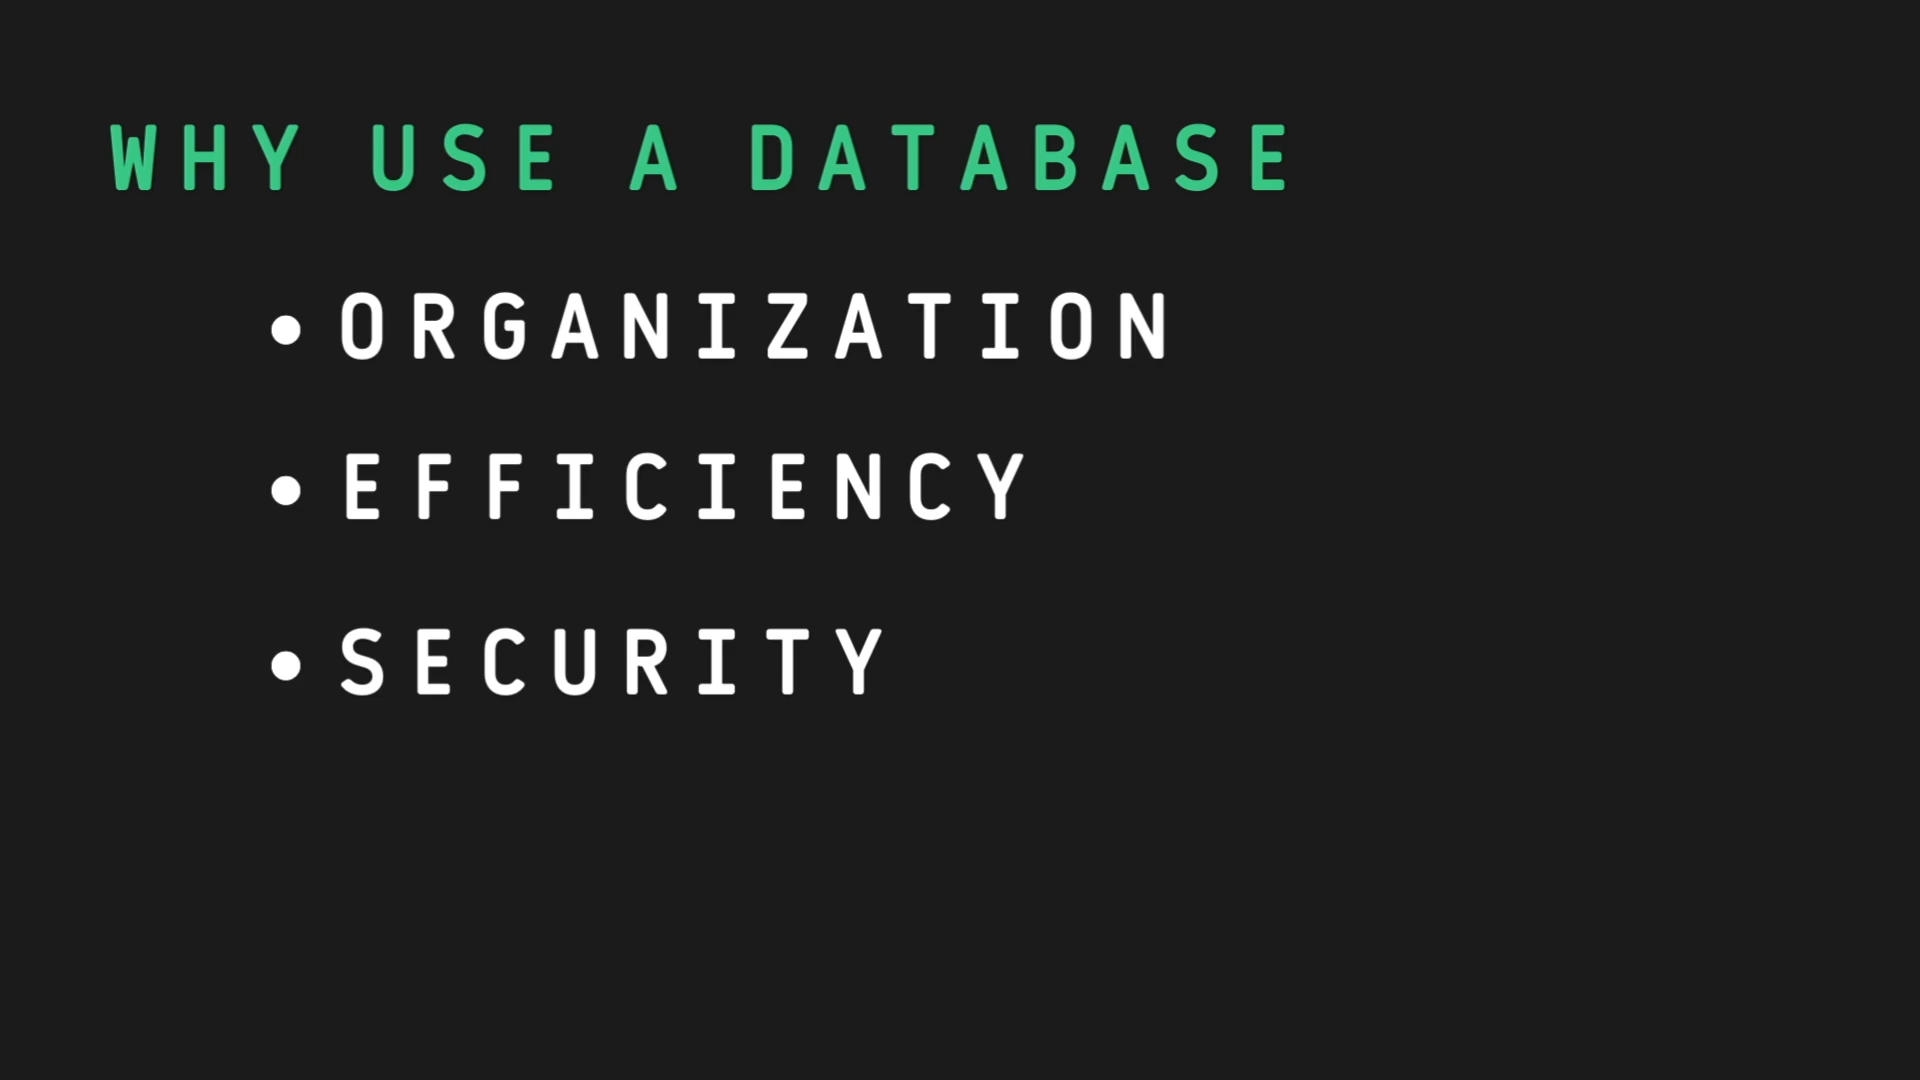 WHY USE A DATABASE
• ORGANIZATION
• EFFICIENCY
• SECURITY